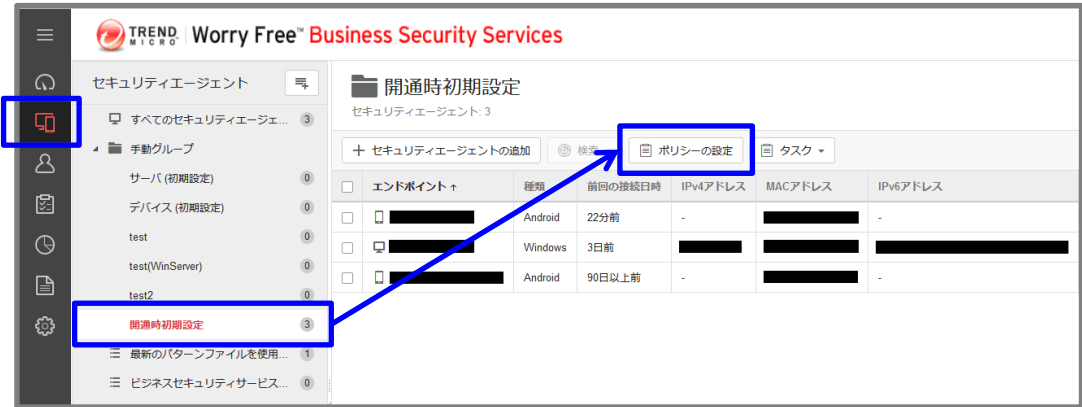 TREND MICRO Worry Free™ Business Security Services
セキュリティエージェント
すべてのセキュリティエージェ... 3
手動グループ
サーバ (初期設定) 0
デバイス (初期設定) 0
test 0
test(WinServer) 0
test2 0
開通時初期設定 3
最新のパターンファイルを使用... 1
ビジネスセキュリティサービス... 0
開通時初期設定
セキュリティエージェント: 3
+ セキュリティエージェントの追加 検索 ポリシーの設定 タスク
エンドポイント ↑ 種類 前回の接続日時 IPv4アドレス MACアドレス IPv6アドレス
Android 22分前 - -
Windows 3日前
Android 90日以上前 - -